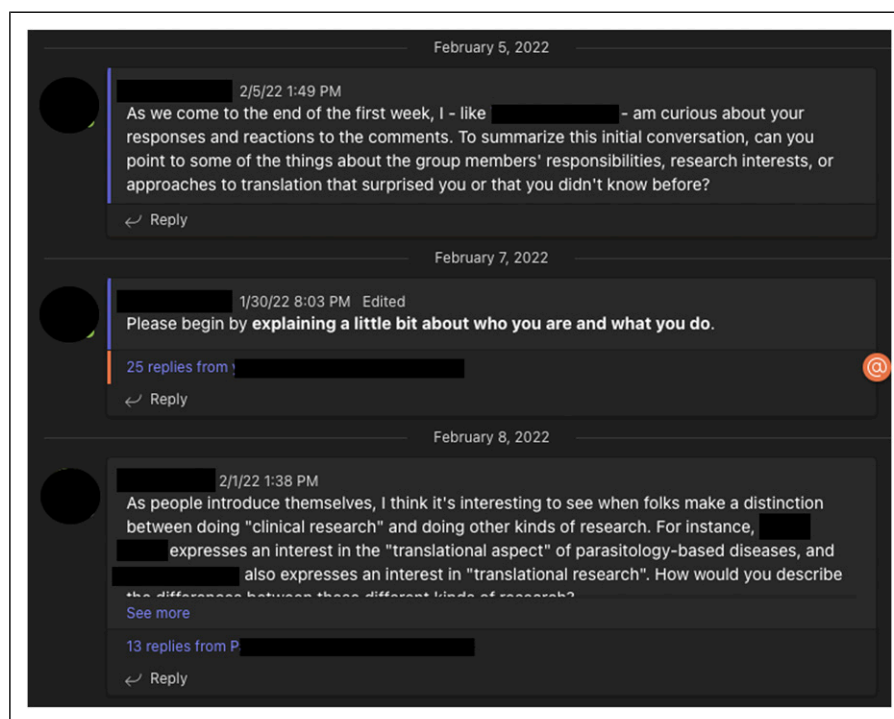 February 5, 2022
2/5/22 1:49 PM
As we come to the end of the first week, I - like - am curious about your
responses and reactions to the comments. To summarize this initial conversation, can you
point to some of the things about the group members' responsibilities, research interests, or
approaches to translation that surprised you or that you didn't know before?
Reply
February 7, 2022
1/30/22 8:03 PM Edited
Please begin by explaining a little bit about who you are and what you do.
25 replies from
@
Reply
February 8, 2022
2/1/22 1:38 PM
As people introduce themselves, I think it's interesting to see when folks make a distinction
between doing "clinical research" and doing other kinds of research. For instance,
expresses an interest in the "translational aspect" of parasitology-based diseases, and
also expresses an interest in "translational research". How would you describe
the differences between these different kinds of research?
See more
13 replies from P
Reply